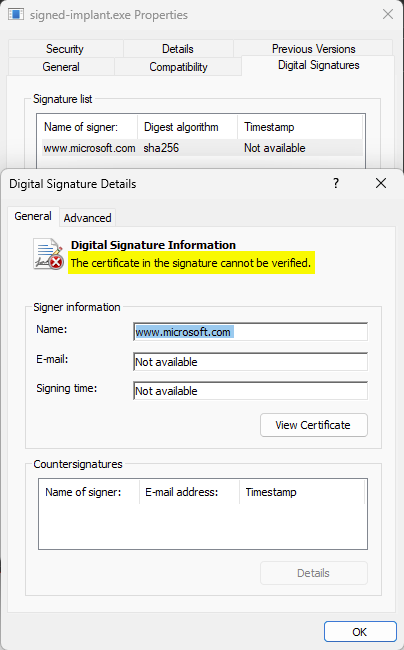 signed-implant.exe Properties
Security Details Previous Versions
General Compatibility Digital Signatures
Signature list
Name of signer: Digest algorithm Timestamp
www.microsoft.com sha256 Not available
Digital Signature Details
General Advanced
Digital Signature Information
The certificate in the signature cannot be verified.
Signer information
Name: www.microsoft.com
E-mail: Not available
Signing time: Not available
View Certificate
Countersignatures
Name of signer: E-mail address: Timestamp
Details
OK